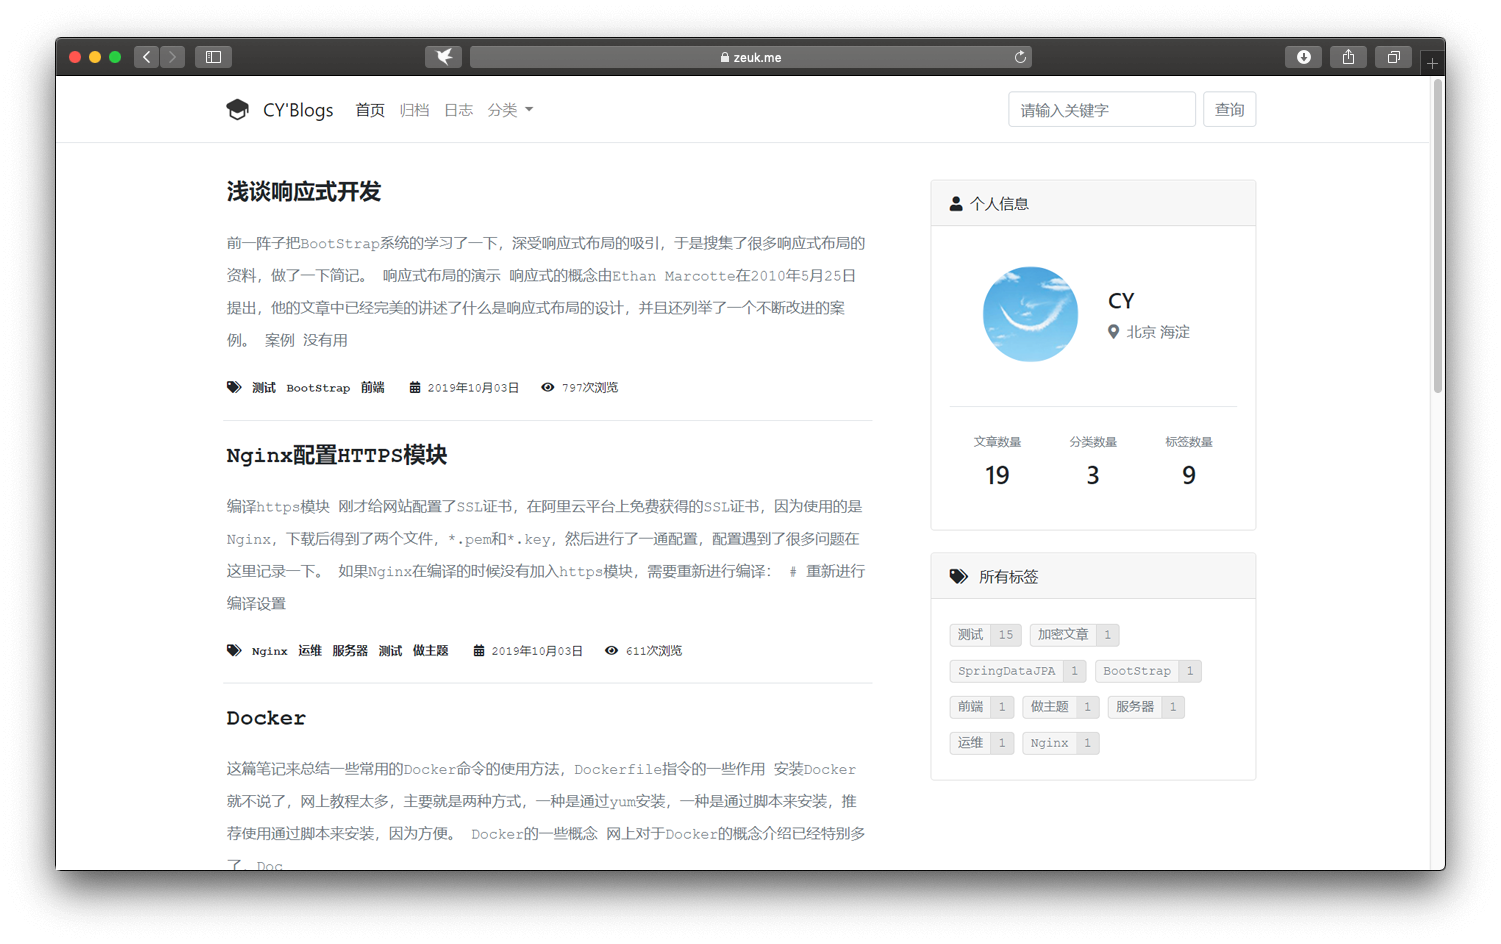 zeuk.me
CY'Blogs 首页 归档 日志 分类 请输入关键字 查询
浅谈响应式开发
前一阵子把BootStrap系统的学习了一下，深受响应式布局的吸引，于是搜集了很多响应式布局的
资料，做了一下简记。 响应式布局的演示 响应式的概念由Ethan Marcotte在2010年5月25日
提出，他的文章中已经完美的讲述了什么是响应式布局的设计，并且还列举了一个不断改进的案
例。 案例 没有用
测试 BootStrap 前端 2019年10月03日 797次浏览
Nginx配置HTTPS模块
编译https模块 刚才给网站配置了SSL证书，在阿里云平台上免费获得的SSL证书，因为使用的是
Nginx，下载后得到了两个文件，*.pem和*.key，然后进行了一通配置，配置遇到了很多问题在
这里记录一下。 如果Nginx在编译的时候没有加入https模块，需要重新进行编译： # 重新进行
编译设置
Nginx 运维 服务器 测试 做主题 2019年10月03日 611次浏览
Docker
这篇笔记来总结一些常用的Docker命令的使用方法，Dockerfile指令的一些作用 安装Docker
就不说了，网上教程太多，主要就是两种方式，一种是通过yum安装，一种是通过脚本来安装，推
荐使用通过脚本来安装，因为方便。 Docker的一些概念 网上对于Docker的概念介绍已经特别多
了，Doc
个人信息
CY
北京 海淀
文章数量 分类数量 标签数量
19 3 9
所有标签
测试 15 加密文章 1
SpringDataJPA 1 BootStrap 1
前端 1 做主题 1 服务器 1
运维 1 Nginx 1